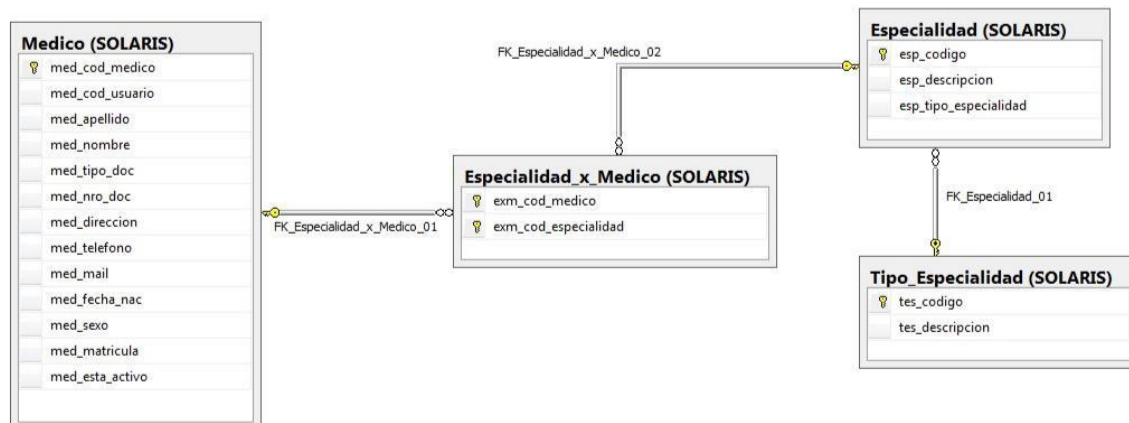 Medico (SOLARIS)
med_cod_medico
med_cod_usuario
med_apellido
med_nombre
med_tipo_doc
med_nro_doc
med_direccion
med_telefono
med_mail
med_fecha_nac
med_sexo
med_matricula
med_esta_activo
FK_Especialidad_x_Medico_01
FK_Especialidad_x_Medico_02
Especialidad_x_Medico (SOLARIS)
exm_cod_medico
exm_cod_especialidad
Especialidad (SOLARIS)
esp_codigo
esp_descripcion
esp_tipo_especialidad
FK_Especialidad_01
Tipo_Especialidad (SOLARIS)
tes_codigo
tes_descripcion